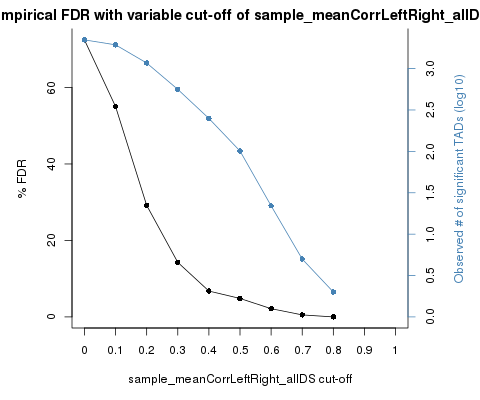 mpirical FDR with variable cut-off of sample_meanCorrLeftRight_allD
% FDR
60
40
20
0
3.0
2.5
2.0
1.5
1.0
0.5
0.0
Observed # of significant TADs (log10)
0 0.1 0.2 0.3 0.4 0.5 0.6 0.7 0.8 0.9 1
sample_meanCorrLeftRight_allDS cut-off